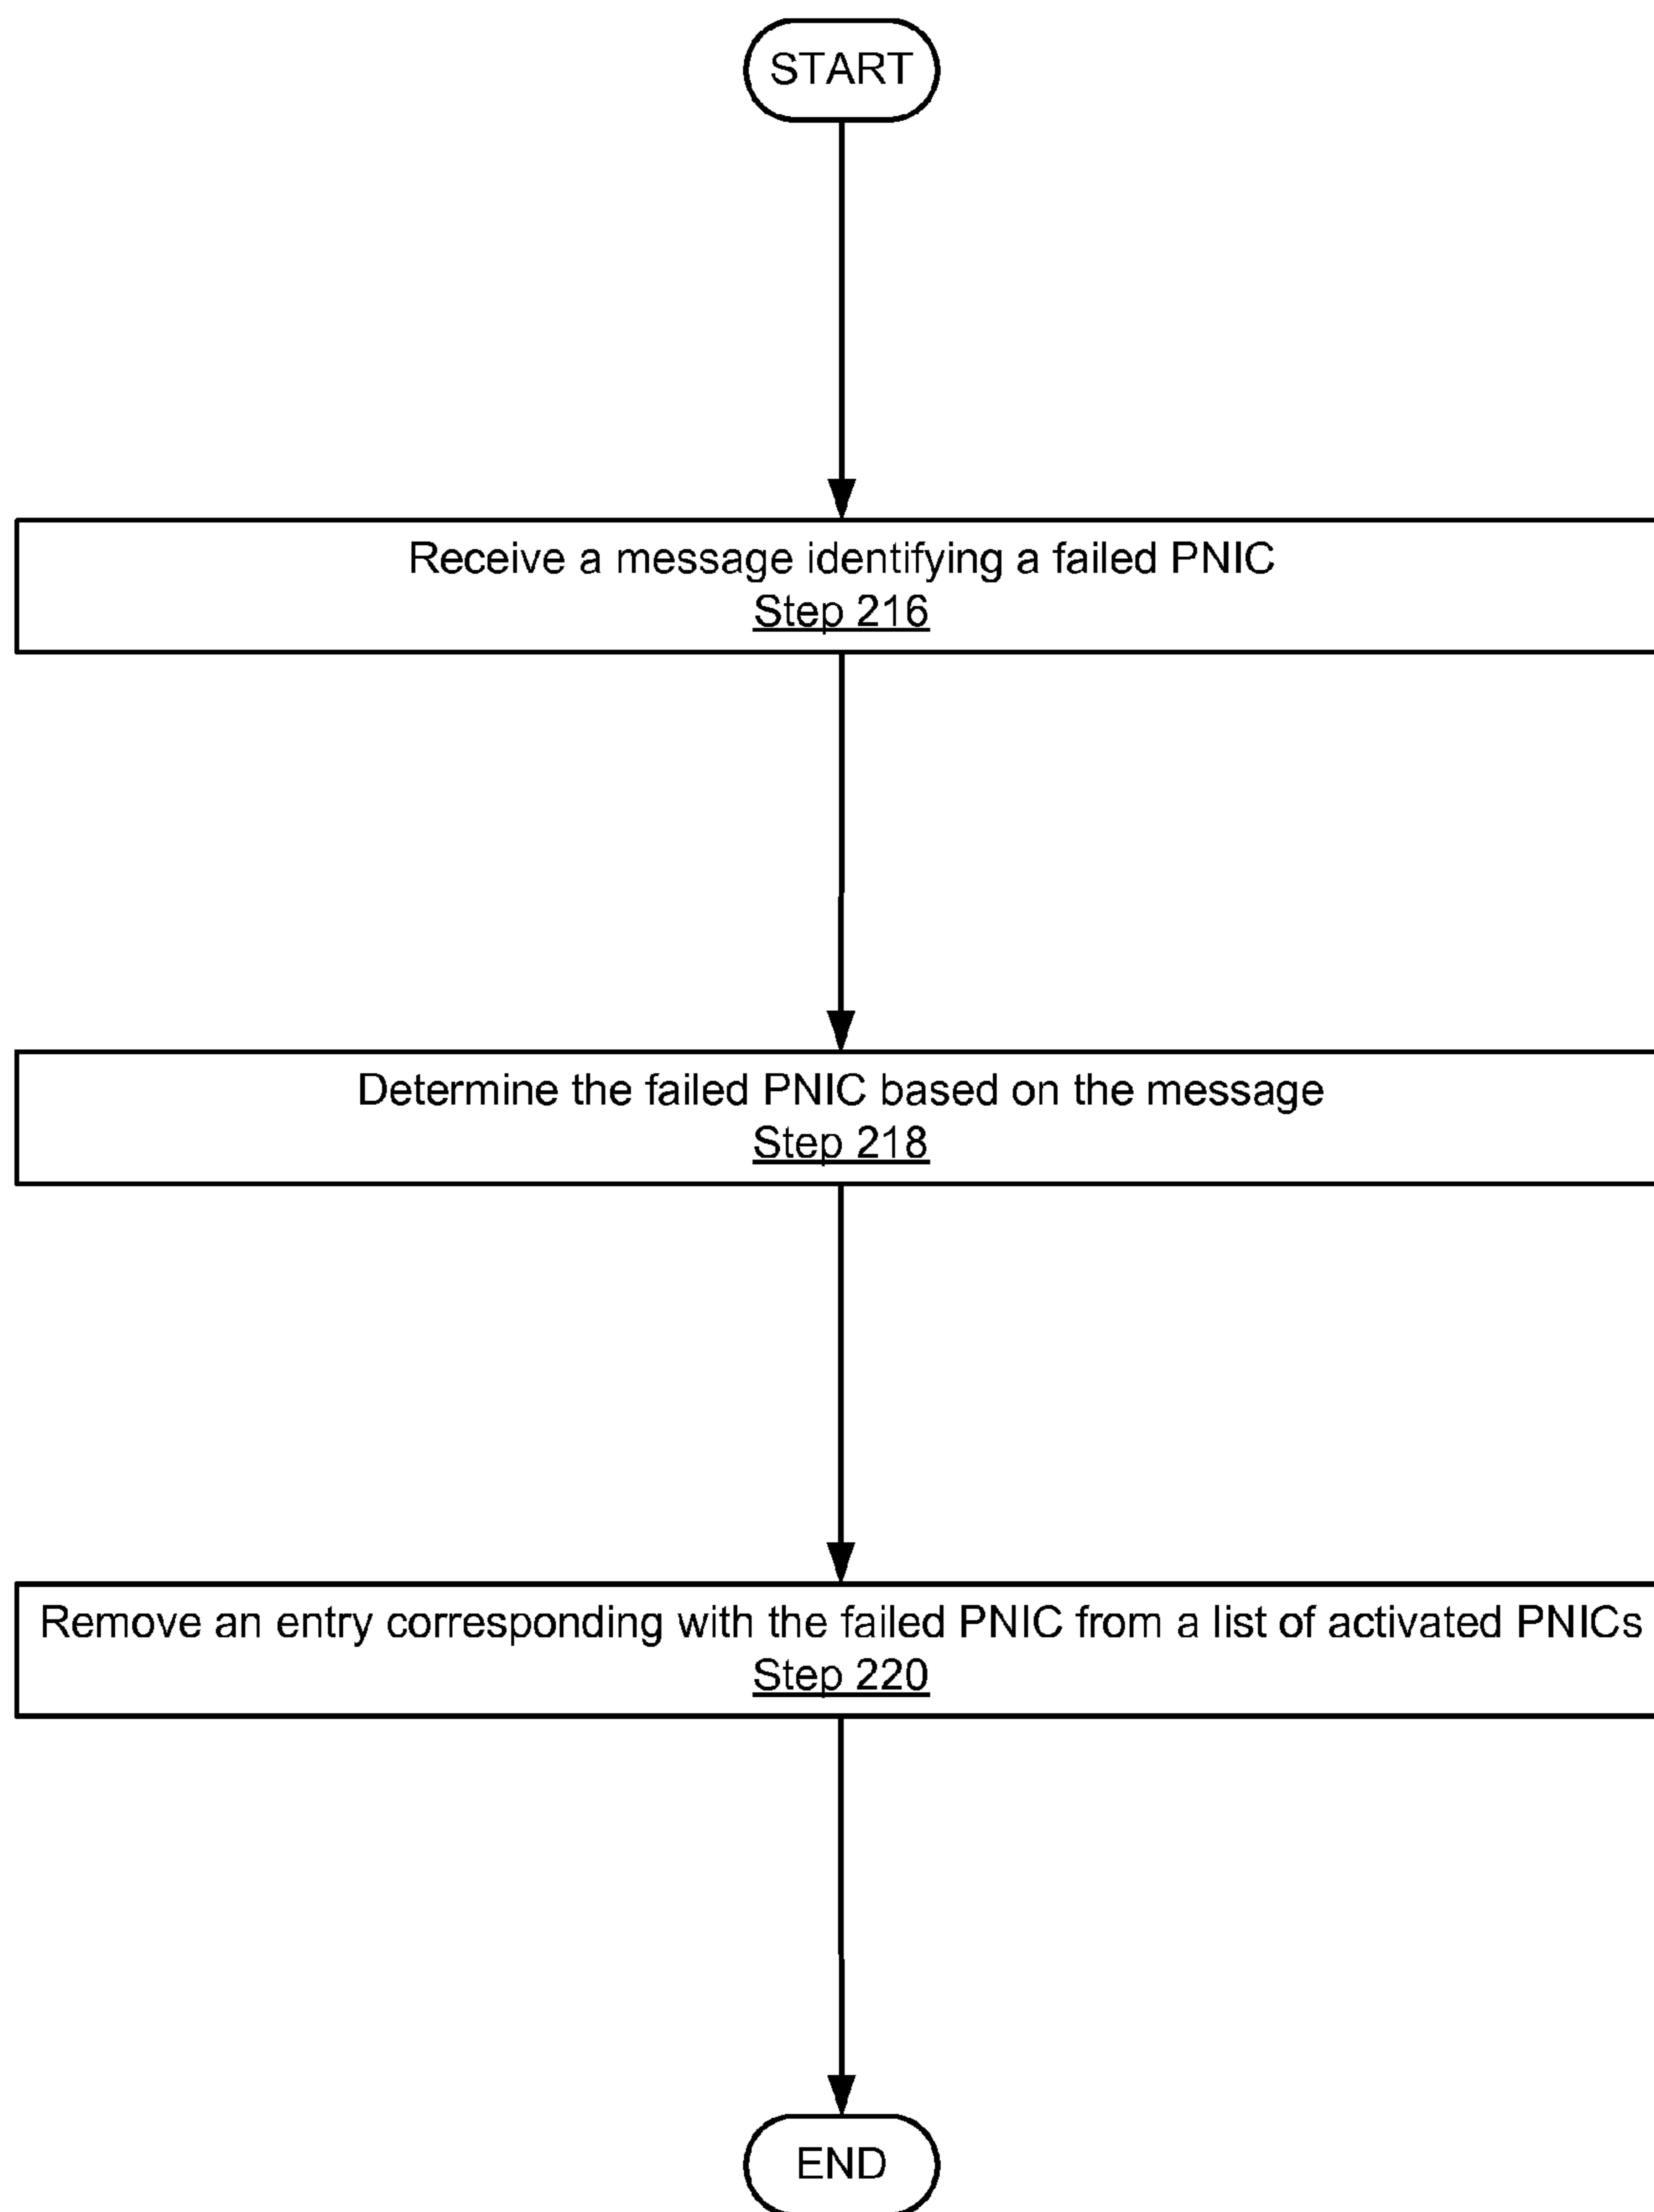 START
Receive a message identifying a failed PNIC
Step 216
Determine the failed PNIC based on the message
Step 218
Remove an entry corresponding with the failed PNIC from a list of activated PNICs
Step 220
END